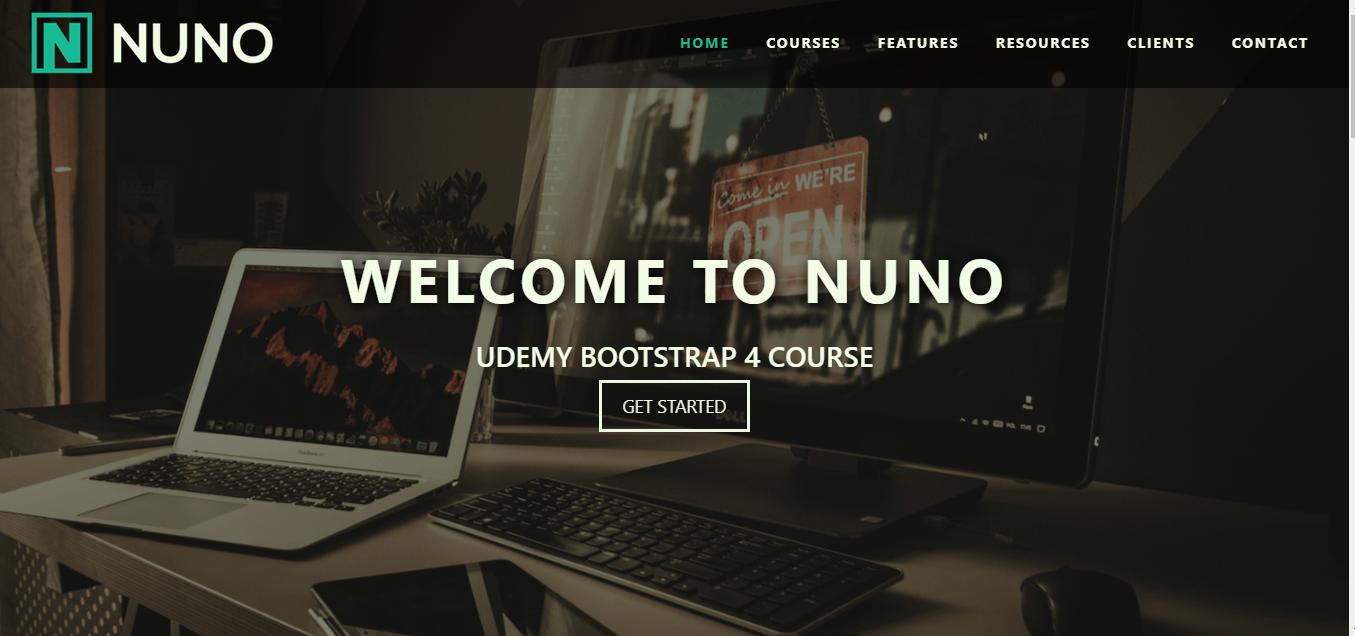 N NUNO
HOME COURSES FEATURES RESOURCES CLIENTS CONTACT
come in WE'RE
OPEN
WELCOME TO NUNO
UDEMY BOOTSTRAP 4 COURSE
GET STARTED